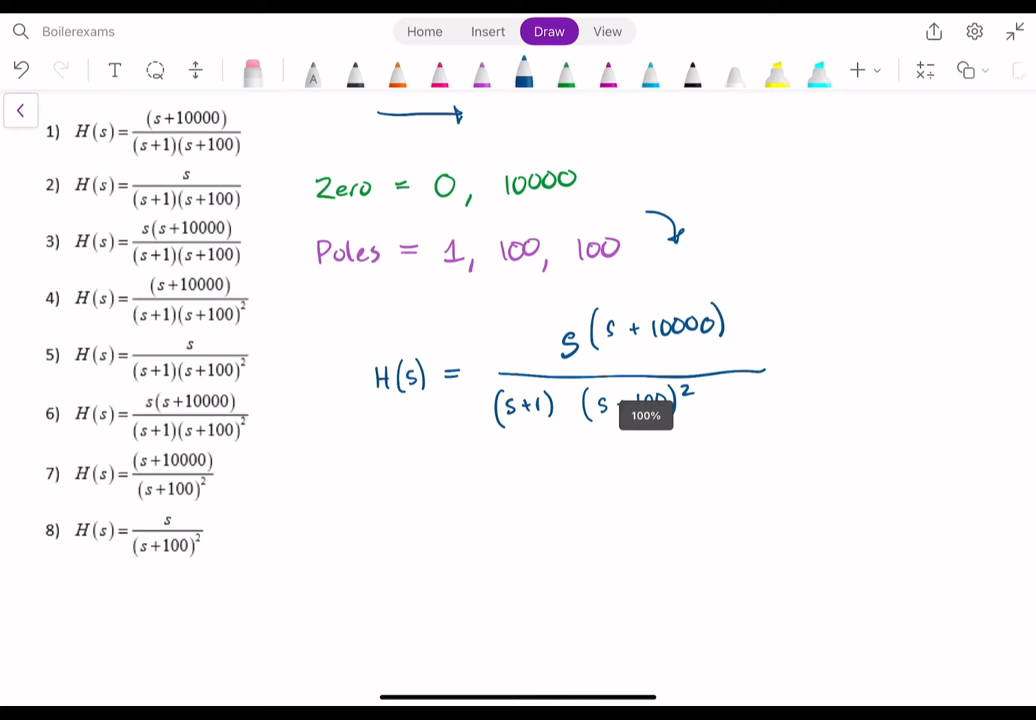 Boilerexams
Home Insert Draw View
T A
1) H(s)=(s+10000)/((s+1)(s+100))
2) H(s)=s/((s+1)(s+100))
3) H(s)=s(s+10000)/((s+1)(s+100))
4) H(s)=(s+10000)/((s+1)(s+100)²)
5) H(s)=s/((s+1)(s+100)²)
6) H(s)=s(s+10000)/((s+1)(s+100)²)
7) H(s)=(s+10000)/(s+100)²
8) H(s)=s/(s+100)²
Zero = 0, 10000
Poles = 1, 100, 100
H(s) = s(s+10000)/((s+1)(s+100)²)
100%